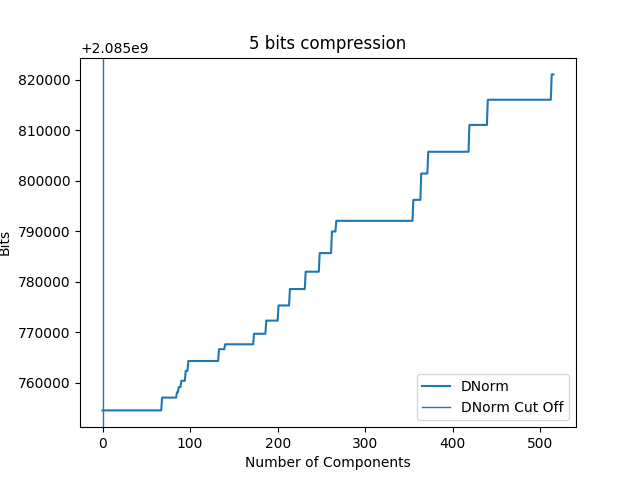 5 bits compression
+2.085e9
820000
810000
800000
790000
780000
770000
760000
Bits
0 100 200 300 400 500
Number of Components
DNorm
DNorm Cut Off